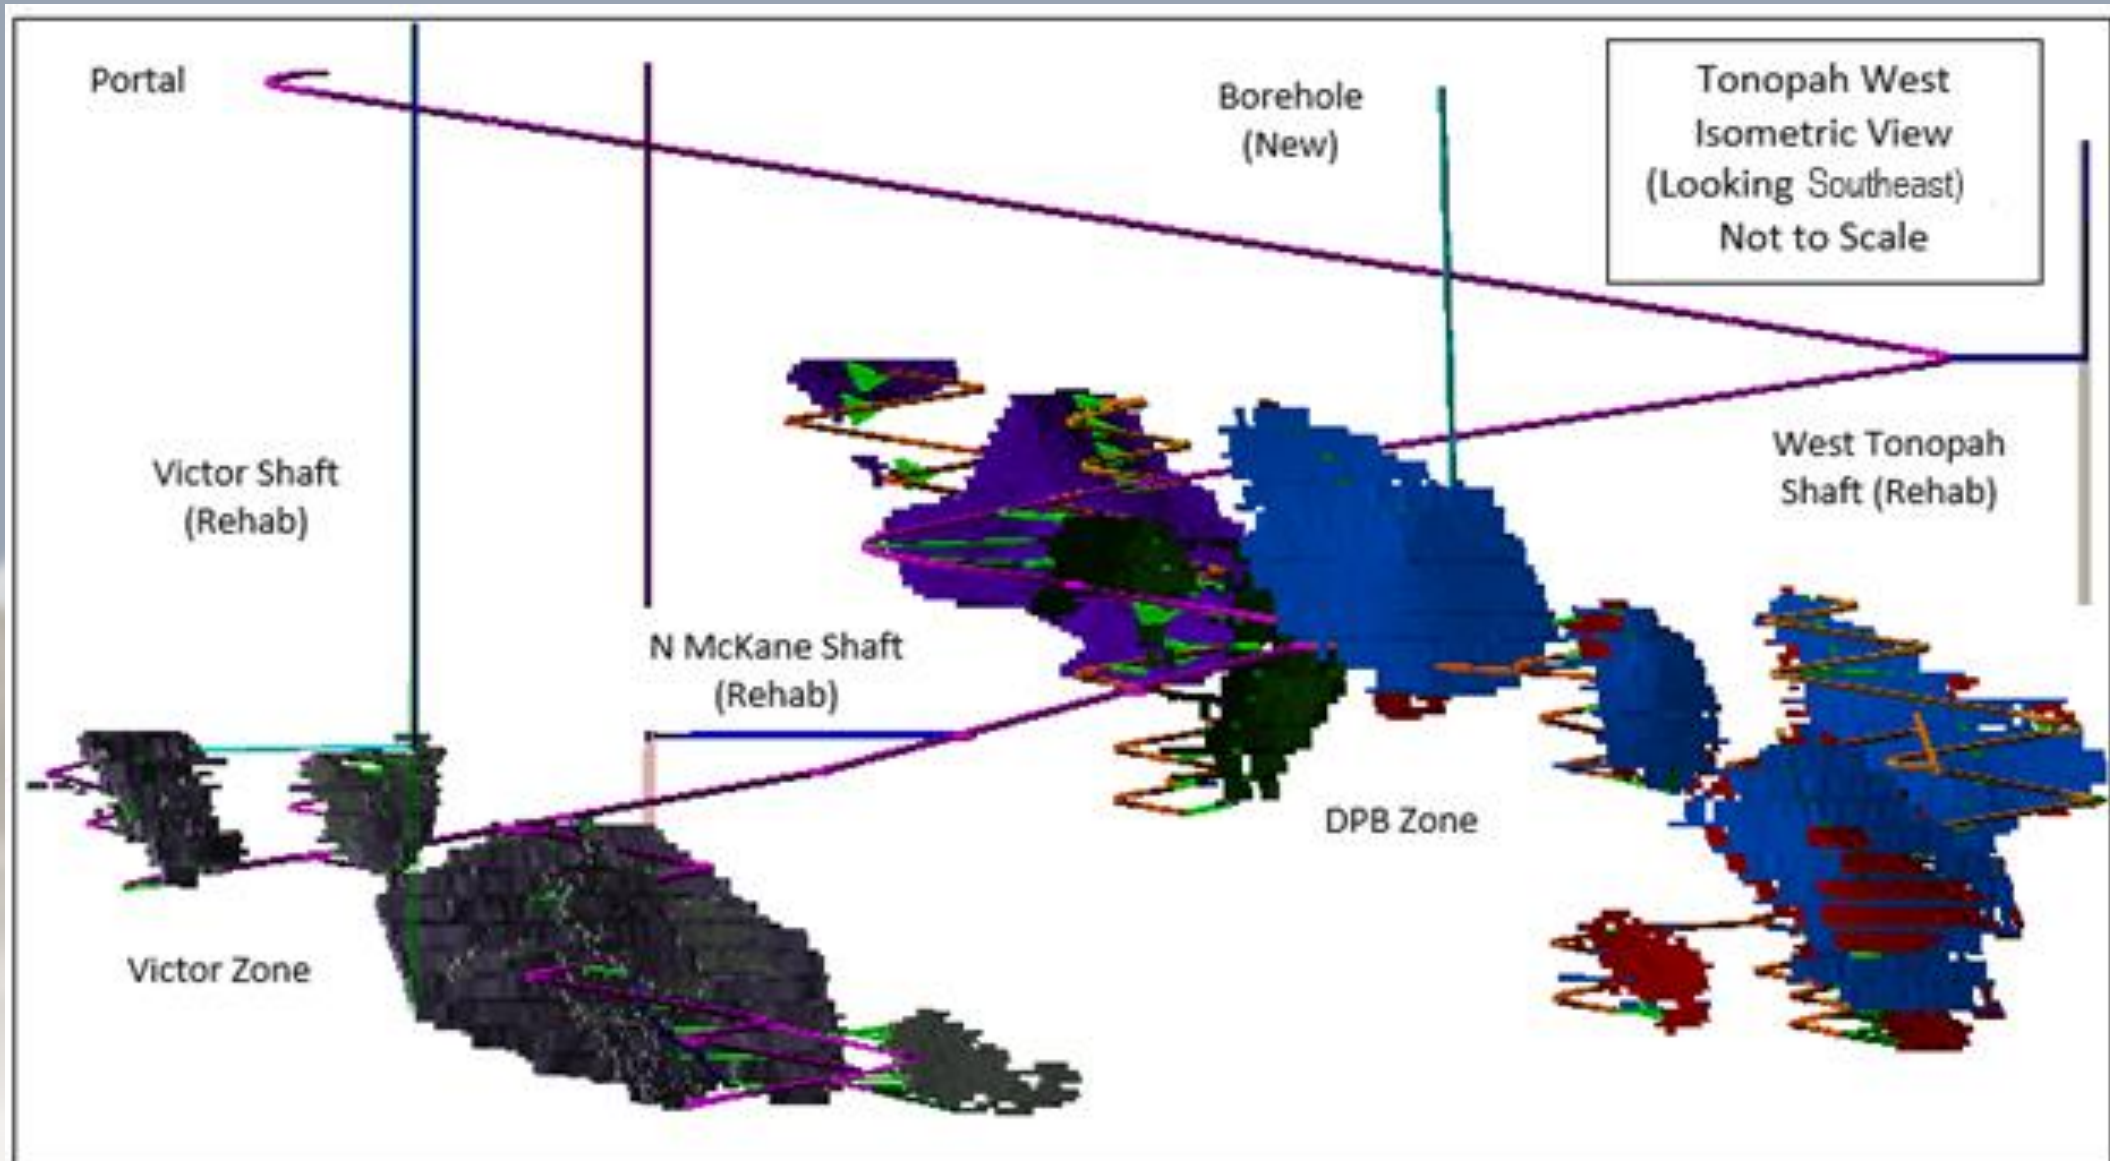 Portal
Borehole
(New)
Tonopah West
Isometric View
(Looking Southeast)
Not to Scale
Victor Shaft
(Rehab)
West Tonopah
Shaft (Rehab)
N McKane Shaft
(Rehab)
DPB Zone
Victor Zone